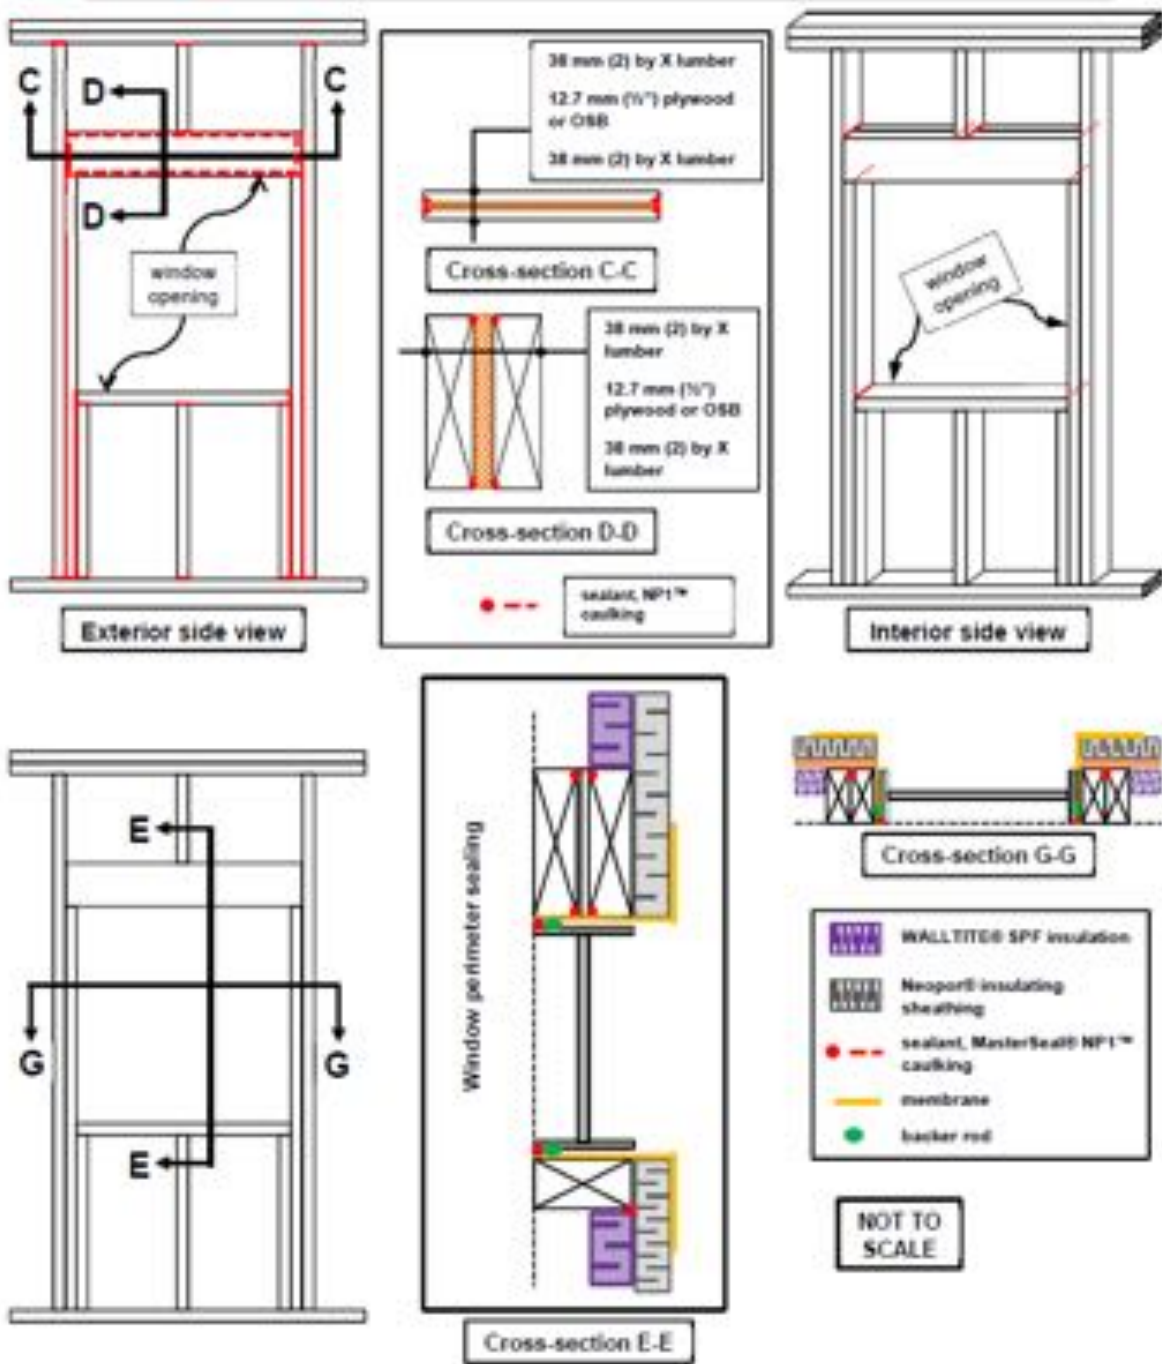 C
D
C
D
window
opening
Exterior side view
38 mm (2) by X lumber
12.7 mm (½") plywood
or OSB
38 mm (2) by X lumber
Cross-section C-C
38 mm (2) by X
lumber
12.7 mm (½")
plywood or OSB
38 mm (2) by X
lumber
Cross-section D-D
sealant, NP1™
caulking
window
opening
Interior side view
E
G
G
E
Window perimeter sealing
Cross-section E-E
Cross-section G-G
WALLTITE® SPF insulation
Neopor® insulating
sheathing
sealant, MasterSeal® NP1™
caulking
membrane
backer rod
NOT TO
SCALE